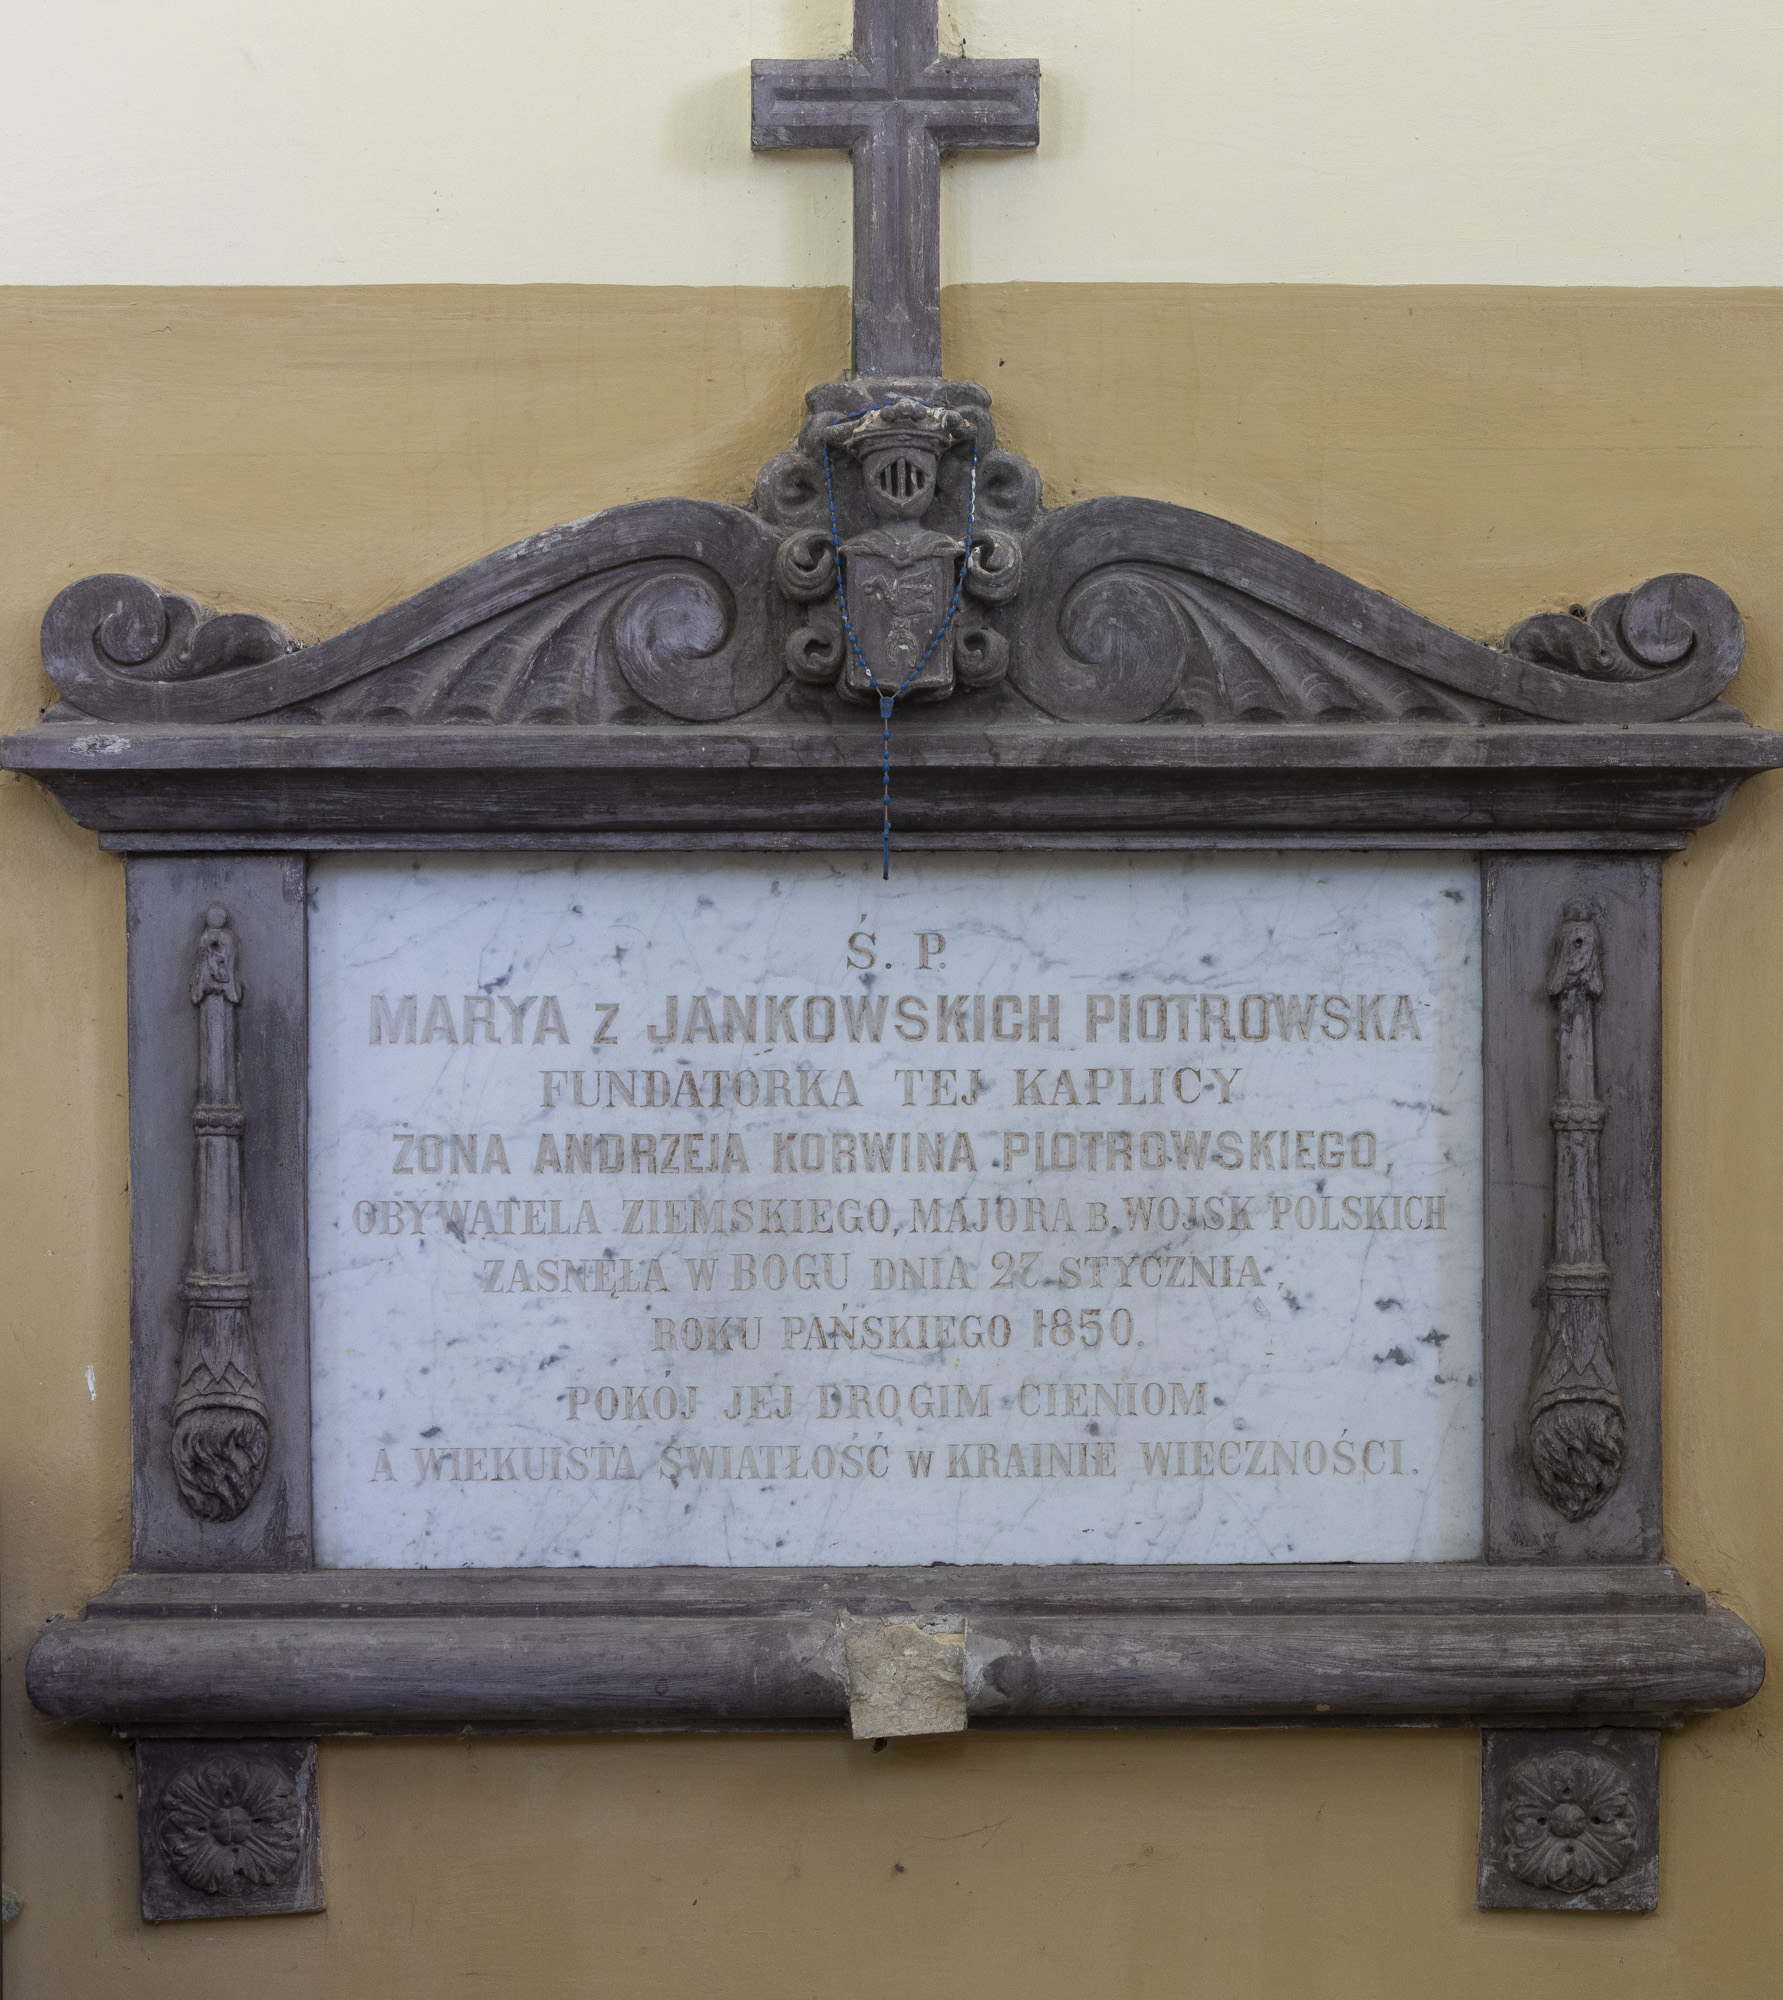 Ś. P.
MARYA Z JANKOWSKICH PIOTROWSKA
FUNDATORKA TEJ KAPLICY
ŻONA ANDRZEJA KORWINA PIOTROWSKIEGO,
OBYWATELA ZIEMSKIEGO, MAJORA B. WOJSK POLSKICH
ZASNĘŁA W BOGU DNIA 27 STYCZNIA,
ROKU PAŃSKIEGO 1850.
POKÓJ JEJ DROGIM CIENIOM
A WIEKUISTA ŚWIATŁOŚĆ W KRAINIE WIECZNOŚCI.